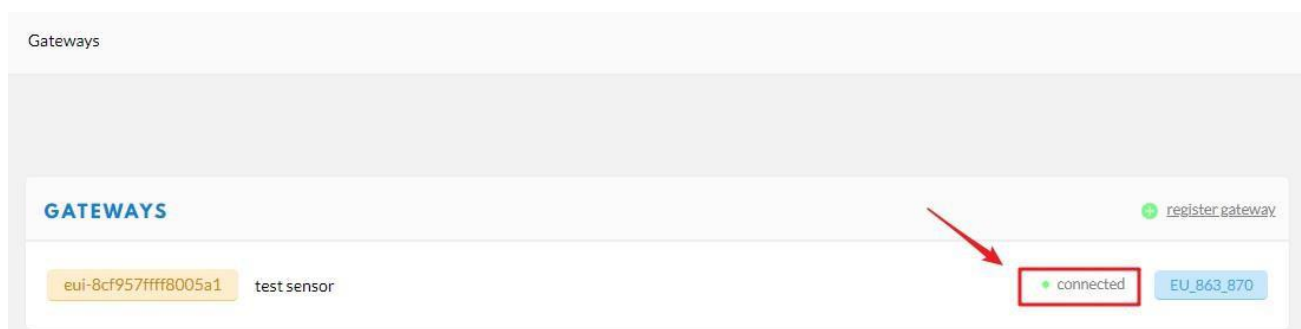 Gateways
GATEWAYS
register gateway
eui-8cf957ffff8005a1 test sensor connected EU_863_870